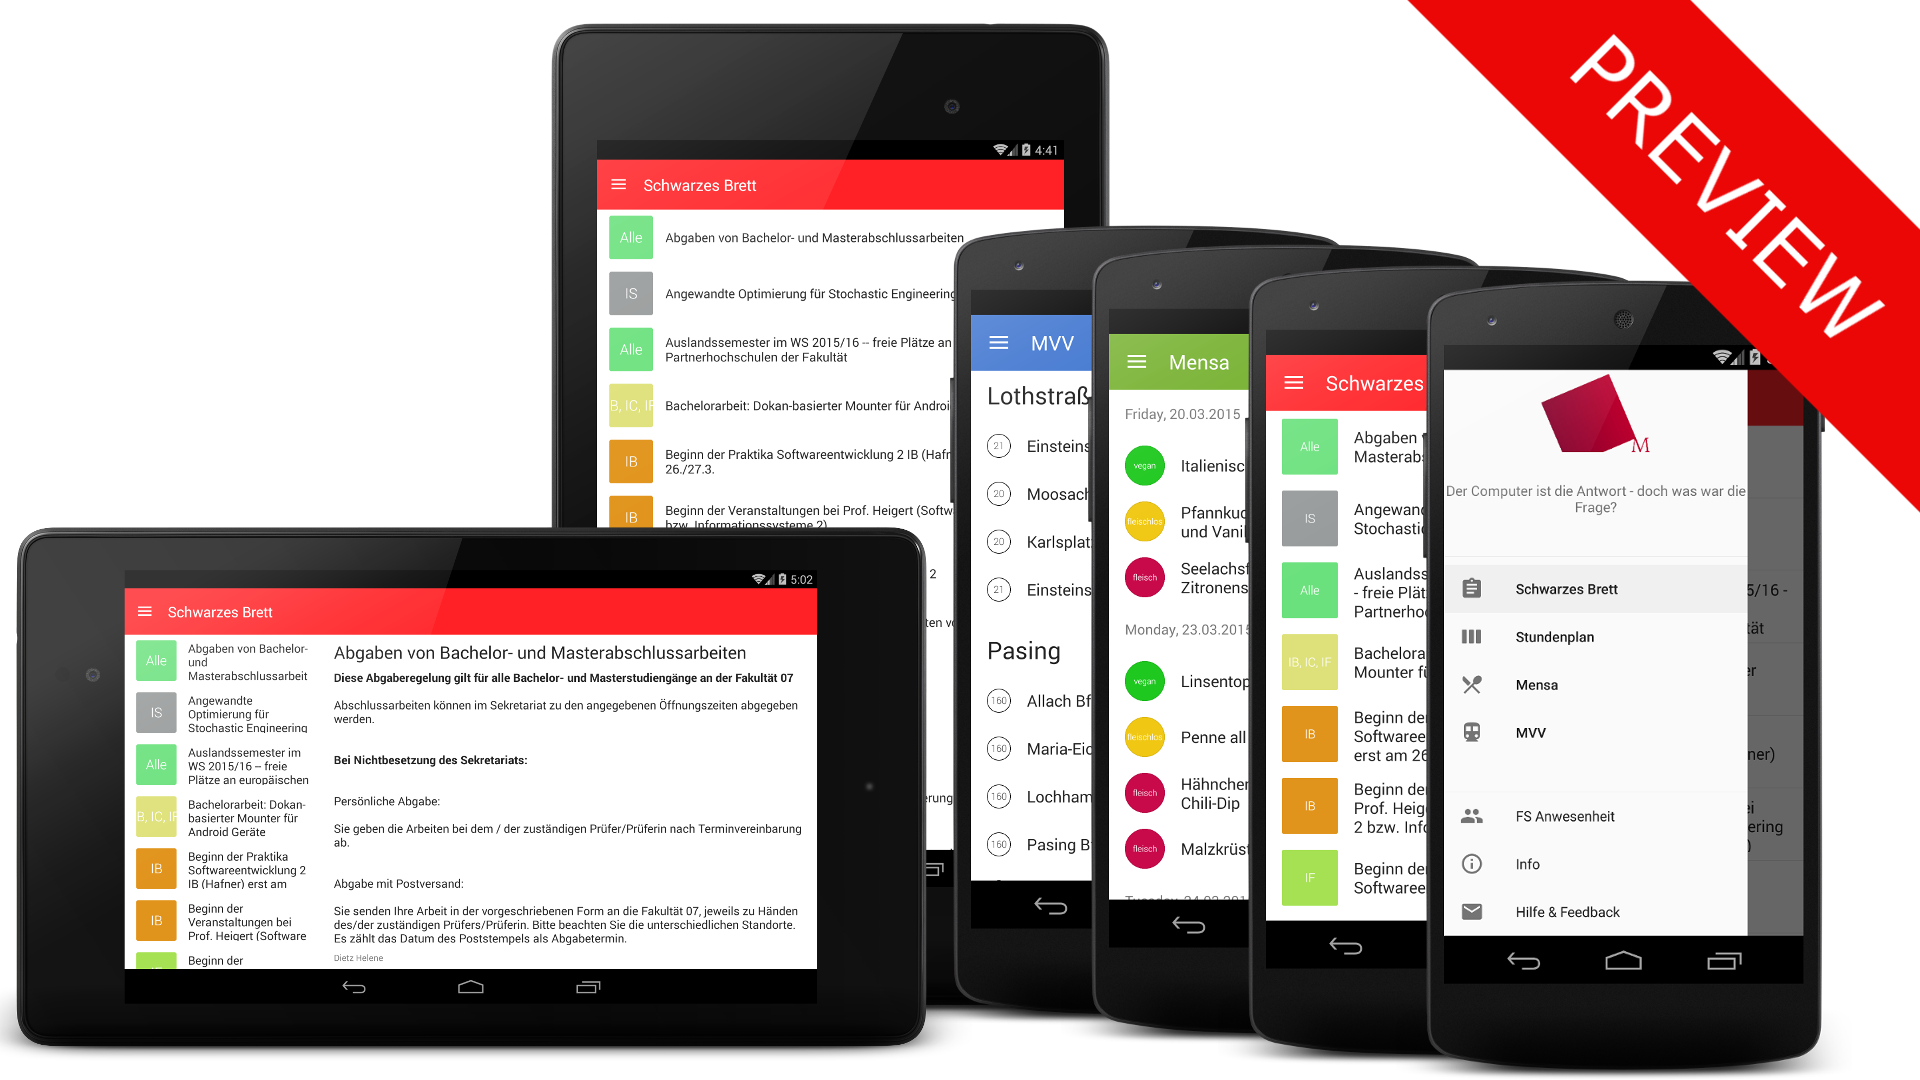 PREVIEW
4:41
Schwarzes Brett
Alle
Abgaben von Bachelor- und Masterabschlussarbeiten
IS
Angewandte Optimierung für Stochastic Engineering
Alle
Auslandssemester im WS 2015/16 -- freie Plätze an
Partnerhochschulen der Fakultät
B, IC, IF
Bachelorarbeit: Dokan-basierter Mounter für Androi
IB
Beginn der Praktika Softwareentwicklung 2 IB (Hafn
26./27.3.
IB
Beginn der Veranstaltungen bei Prof. Heigert (Softw
bzw. Informationssysteme 2)
2
5:02
Schwarzes Brett
Alle
Abgaben von Bachelor-
und
Masterabschlussarbeit
IS
Angewandte
Optimierung für
Stochastic Engineering
Alle
Auslandssemester im
WS 2015/16 -- freie
Plätze an europäischen
B, IC, IF
Bachelorarbeit: Dokan-
basierter Mounter für
Android Geräte
IB
Beginn der Praktika
Softwareentwicklung 2
IB (Hafner) erst am
IB
Beginn der
Veranstaltungen bei
Prof. Heigert (Software
Beginn der
Abgaben von Bachelor- und Masterabschlussarbeiten
Diese Abgaberegelung gilt für alle Bachelor- und Masterstudiengänge an der Fakultät 07
Abschlussarbeiten können im Sekretariat zu den angegebenen Öffnungszeiten abgegeben
werden.
Bei Nichtbesetzung des Sekretariats:
Persönliche Abgabe:
Sie geben die Arbeiten bei dem / der zuständigen Prüfer/Prüferin nach Terminvereinbarung
ab.
Abgabe mit Postversand:
Sie senden Ihre Arbeit in der vorgeschriebenen Form an die Fakultät 07, jeweils zu Händen
des/der zuständigen Prüfers/Prüferin. Bitte beachten Sie die unterschiedlichen Standorte.
Es zählt das Datum des Poststempels als Abgabetermin.
Dietz Helene
MVV
Lothstraß
21 Einsteins
20 Moosach
20 Karlsplat
21 Einsteins
Pasing
160 Allach Bf
160 Maria-Eic
160 Lochham
160 Pasing B
Mensa
Friday, 20.03.2015
vegan
Italienisc
fleischlos
Pfannkuc
und Vani
fleisch
Seelachsf
Zitronens
Monday, 23.03.2015
vegan
Linsentop
fleischlos
Penne all
fleisch
Hähncher
Chili-Dip
fleisch
Malzkrüst
Schwarzes
Alle
Abgaben
Masterabs
IS
Angewand
Stochastic
Alle
Auslandss
- freie Plät
Partnerho
IB, IC, IF
Bachelora
Mounter fü
IB
Beginn der
Softwaree
erst am 26
IB
Beginn der
Prof. Heige
2 bzw. Info
IF
Beginn der
Softwaree
M
Der Computer ist die Antwort - doch was war die
Frage?
Schwarzes Brett
Stundenplan
Mensa
MVV
FS Anwesenheit
Info
Hilfe & Feedback
5/16 -
tät
er
ner)
ei
ering
)